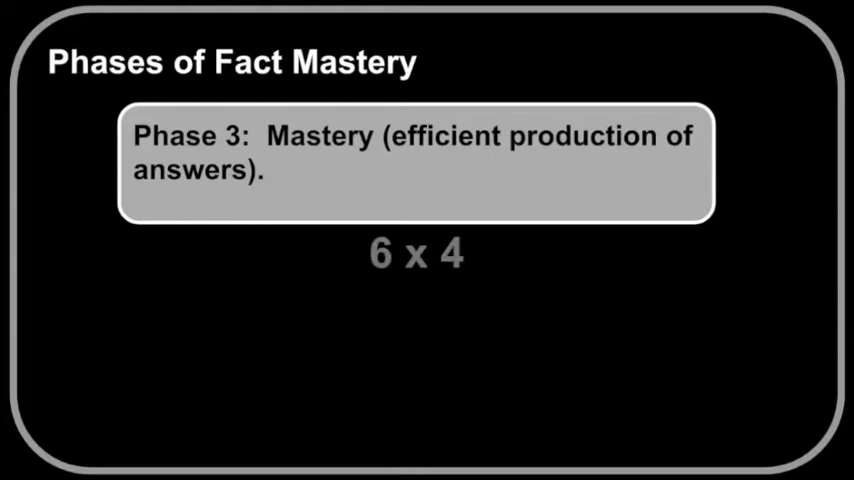 Phases of Fact Mastery
Phase 3:  Mastery (efficient production of
answers).
6 x 4